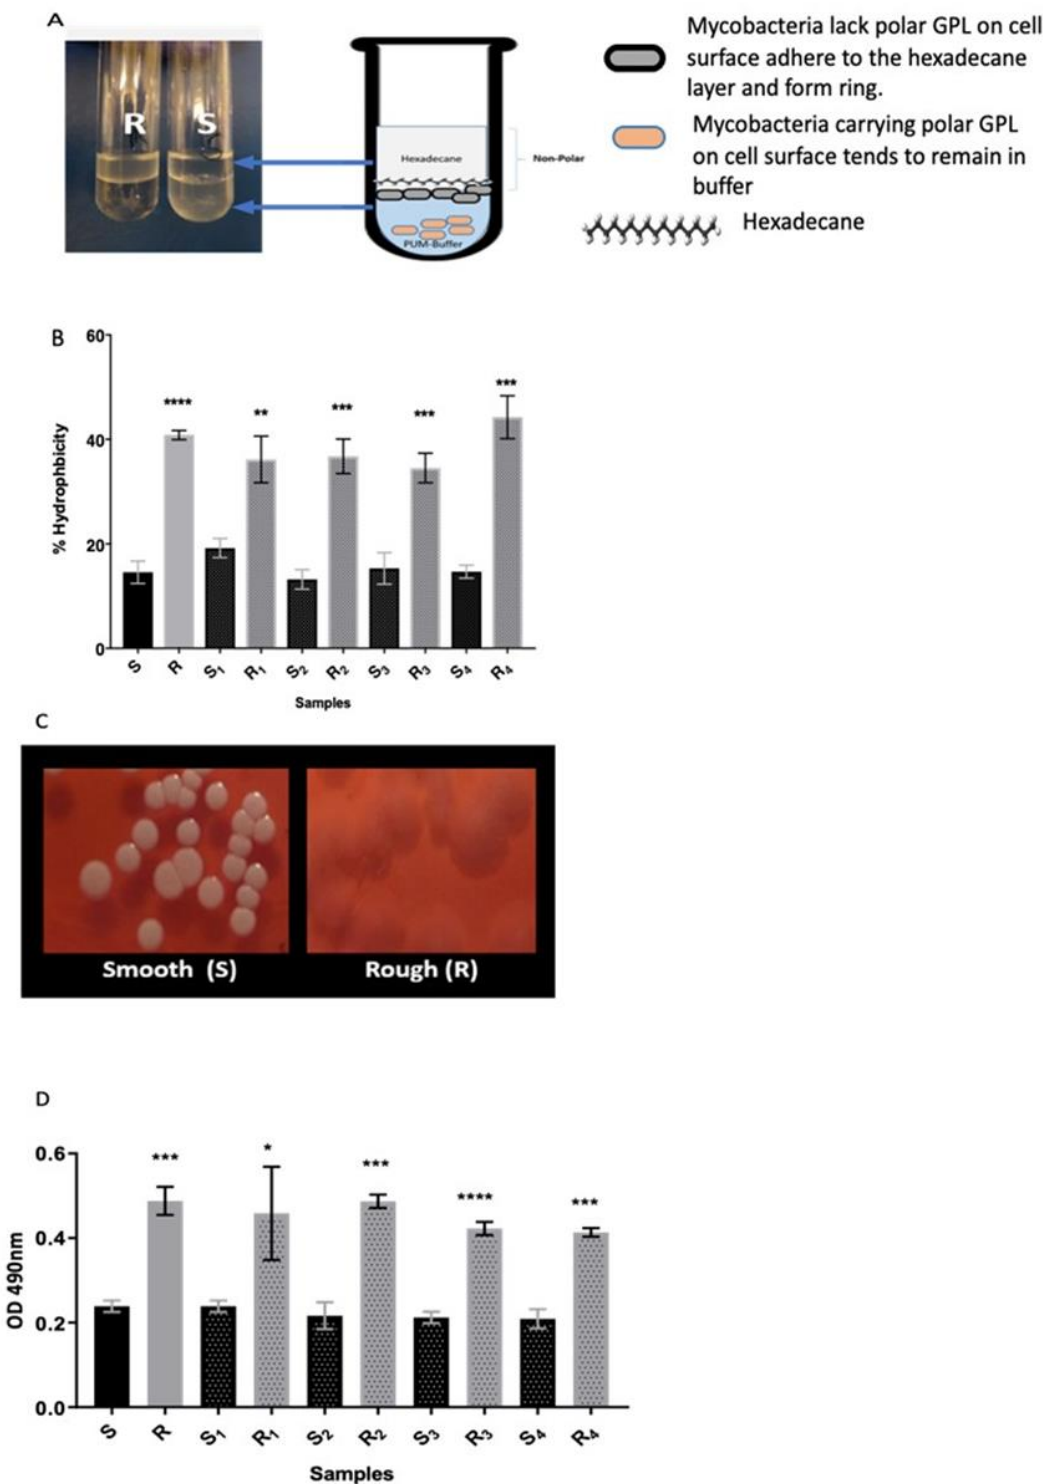 A
R S
Hexadecane
Non-Polar
PUM-Buffer
Mycobacteria lack polar GPL on cell
surface adhere to the hexadecane
layer and form ring.
Mycobacteria carrying polar GPL
on cell surface tends to remain in
buffer
Hexadecane
B
% Hydrophbicity
60
40
20
0
**** ** *** *** ***
S R S1 R1 S2 R2 S3 R3 S4 R4
Samples
C
Smooth (S) Rough (R)
D
OD 490nm
0.6
0.4
0.2
0.0
*** * *** **** ***
S R S1 R1 S2 R2 S3 R3 S4 R4
Samples